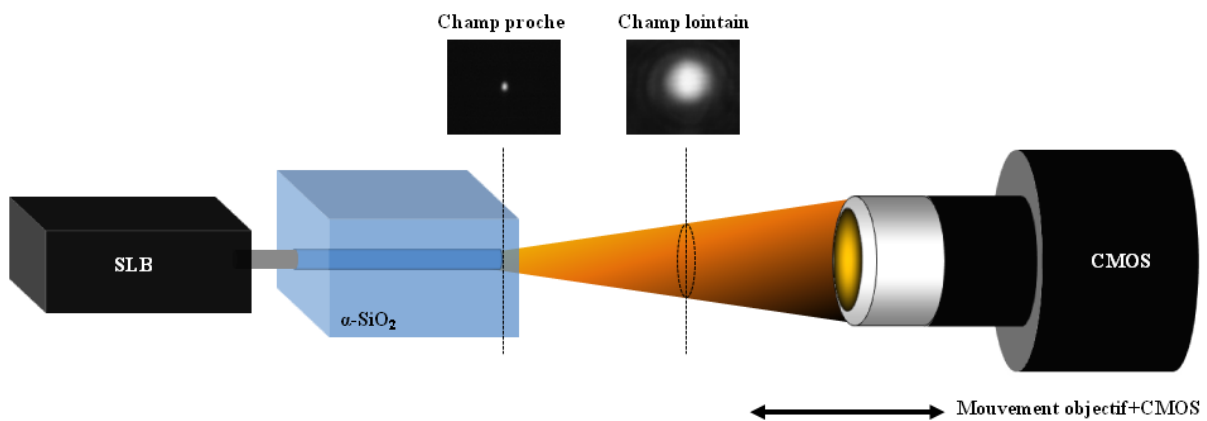 Champ proche
Champ lointain
SLB
CMOS
α-SiO₂
Mouvement objectif+CMOS